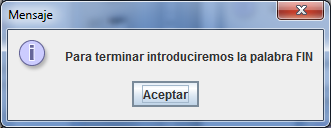 Mensaje
Para terminar introduciremos la palabra FIN
Aceptar